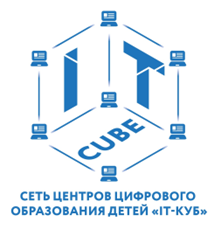 IT
CUBE
СЕТЬ ЦЕНТРОВ ЦИФРОВОГО
ОБРАЗОВАНИЯ ДЕТЕЙ «IT-КУБ»